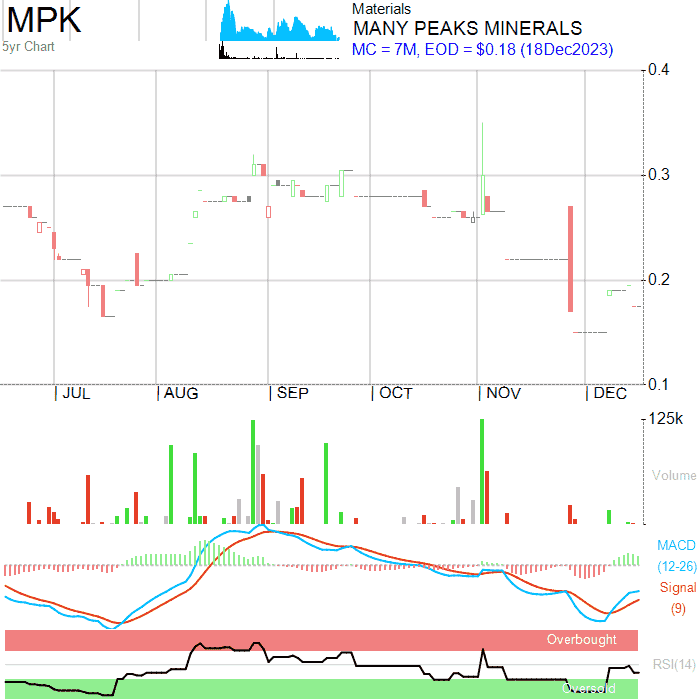 MPK
5yr Chart
Materials
MANY PEAKS MINERALS
MC = 7M, EOD = $0.18 (18Dec2023)
0.4
0.3
0.2
0.1
JUL
AUG
SEP
OCT
NOV
DEC
125k
Volume
MACD
(12-26)
Signal
(9)
Overbought
RSI(14)
Oversold